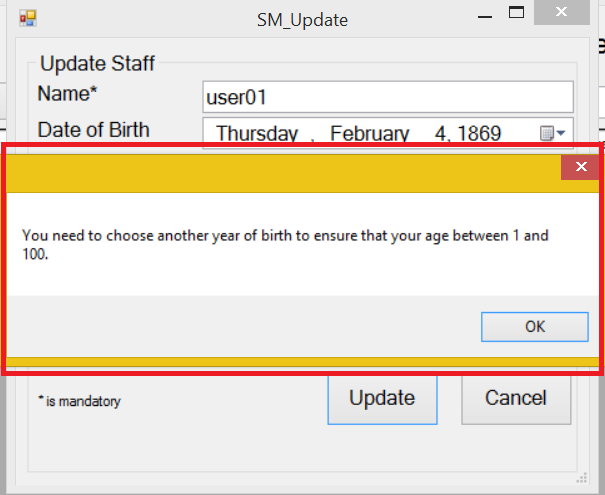 SM_Update
Update Staff
Name*
user01
Date of Birth
Thursday , February 4, 1869
You need to choose another year of birth to ensure that your age between 1 and
100.
OK
* is mandatory
Update
Cancel